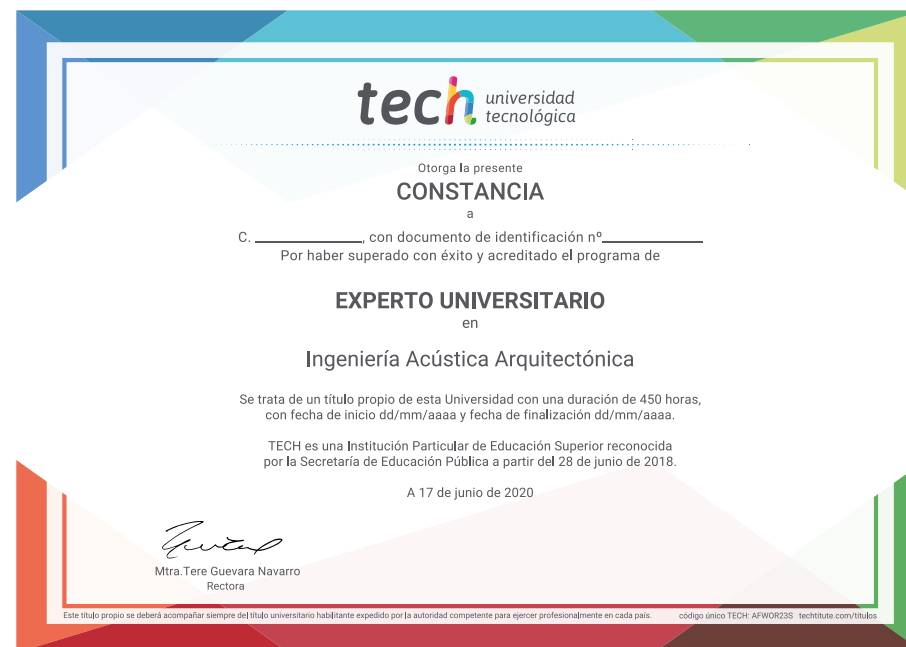 tech universidad
tecnológica
Otorga la presente
CONSTANCIA
a
C. ____________, con documento de identificación nº____________
Por haber superado con éxito y acreditado el programa de
EXPERTO UNIVERSITARIO
en
Ingeniería Acústica Arquitectónica
Se trata de un título propio de esta Universidad con una duración de 450 horas,
con fecha de inicio dd/mm/aaaa y fecha de finalización dd/mm/aaaa.
TECH es una Institución Particular de Educación Superior reconocida
por la Secretaría de Educación Pública a partir del 28 de junio de 2018.
A 17 de junio de 2020
Mtra.Tere Guevara Navarro
Rectora
Este título propio se deberá acompañar siempre del título universitario habilitante expedido por la autoridad competente para ejercer profesionalmente en cada país. código único TECH: AFWOR23S techtitute.com/titulos